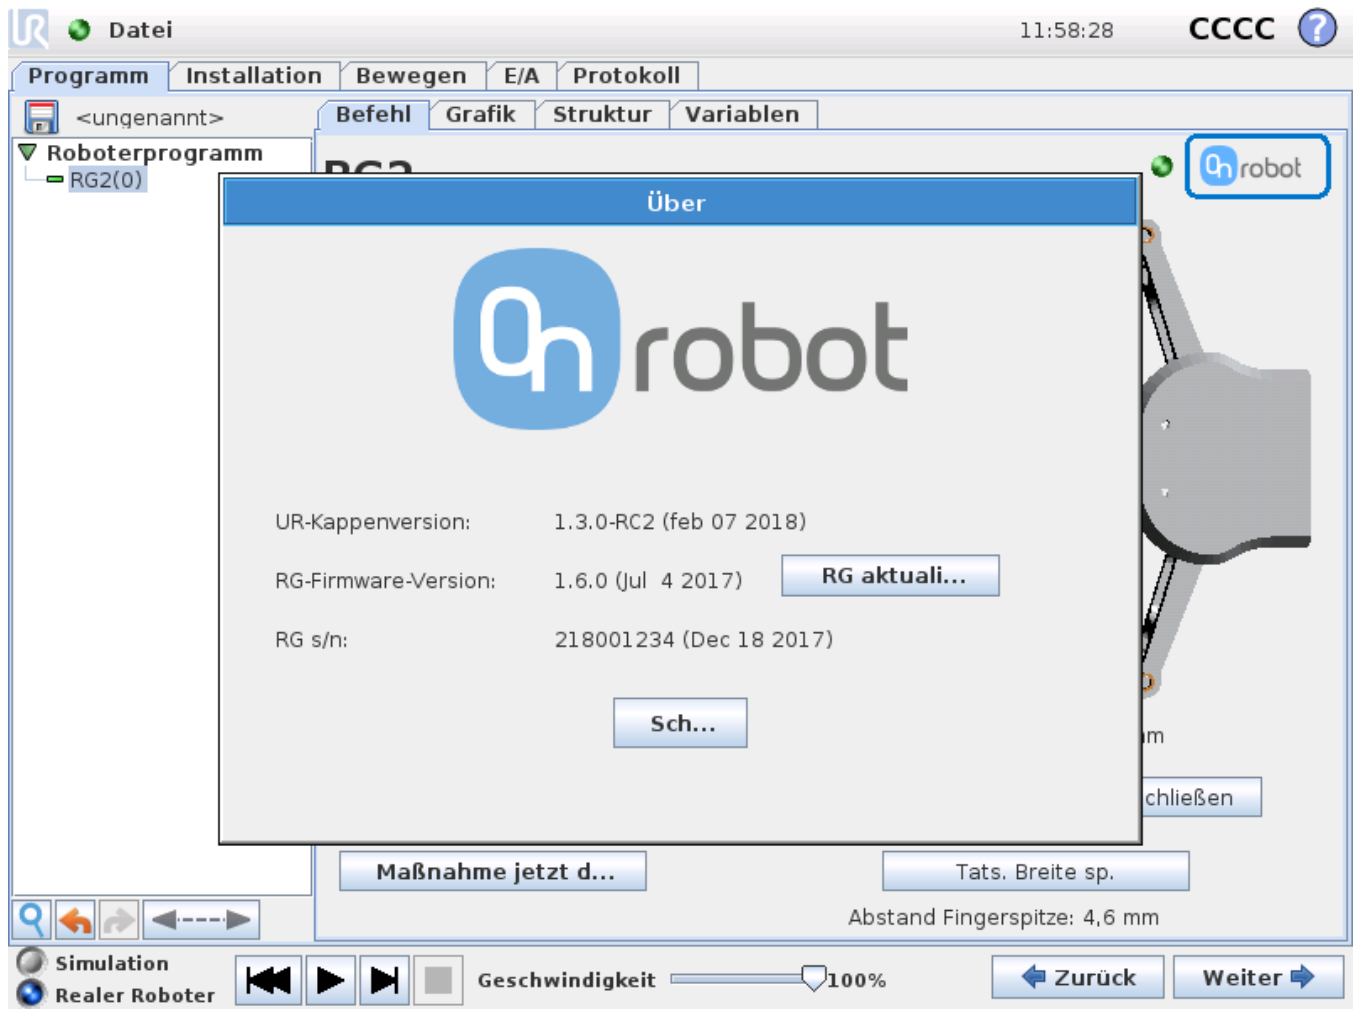 Datei
11:58:28
CCCC
?
Programm
Installation
Bewegen
E/A
Protokoll
<ungenannt>
Befehl
Grafik
Struktur
Variablen
Roboterprogramm
RG2(0)
RG2
On robot
Über
On robot
UR-Kappenversion: 1.3.0-RC2 (feb 07 2018)
RG-Firmware-Version: 1.6.0 (Jul 4 2017)
RG aktuali...
RG s/n: 218001234 (Dec 18 2017)
Sch...
chließen
Maßnahme jetzt d...
Tats. Breite sp.
Abstand Fingerspitze: 4,6 mm
Simulation
Realer Roboter
Geschwindigkeit
100%
Zurück
Weiter